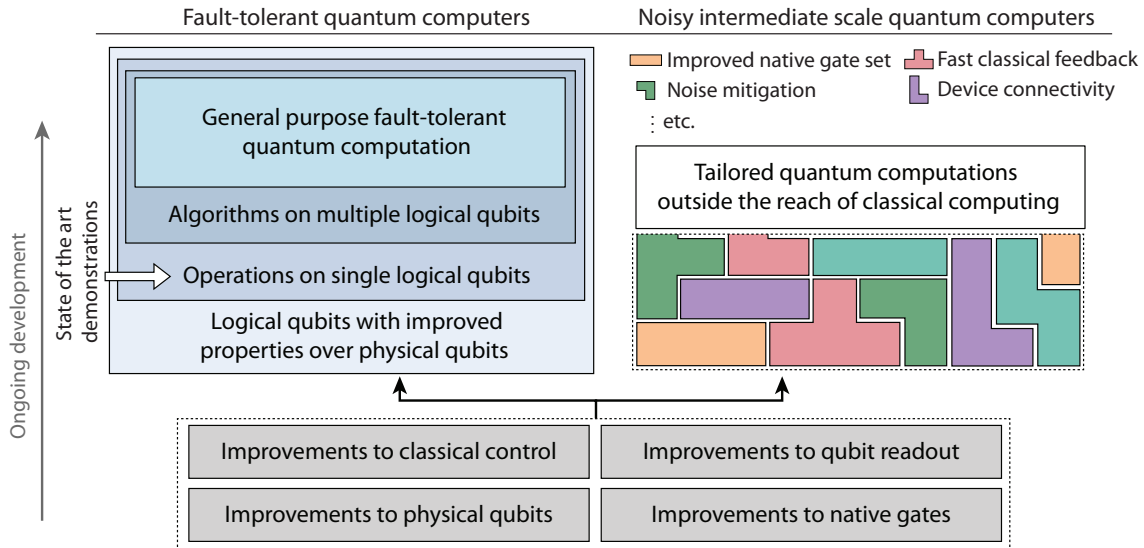 Fault-tolerant quantum computers
Noisy intermediate scale quantum computers
Improved native gate set
Fast classical feedback
Noise mitigation
Device connectivity
etc.
General purpose fault-tolerant
quantum computation
Algorithms on multiple logical qubits
Operations on single logical qubits
Logical qubits with improved
properties over physical qubits
Tailored quantum computations
outside the reach of classical computing
Ongoing development
State of the art
demonstrations
Improvements to classical control
Improvements to qubit readout
Improvements to physical qubits
Improvements to native gates